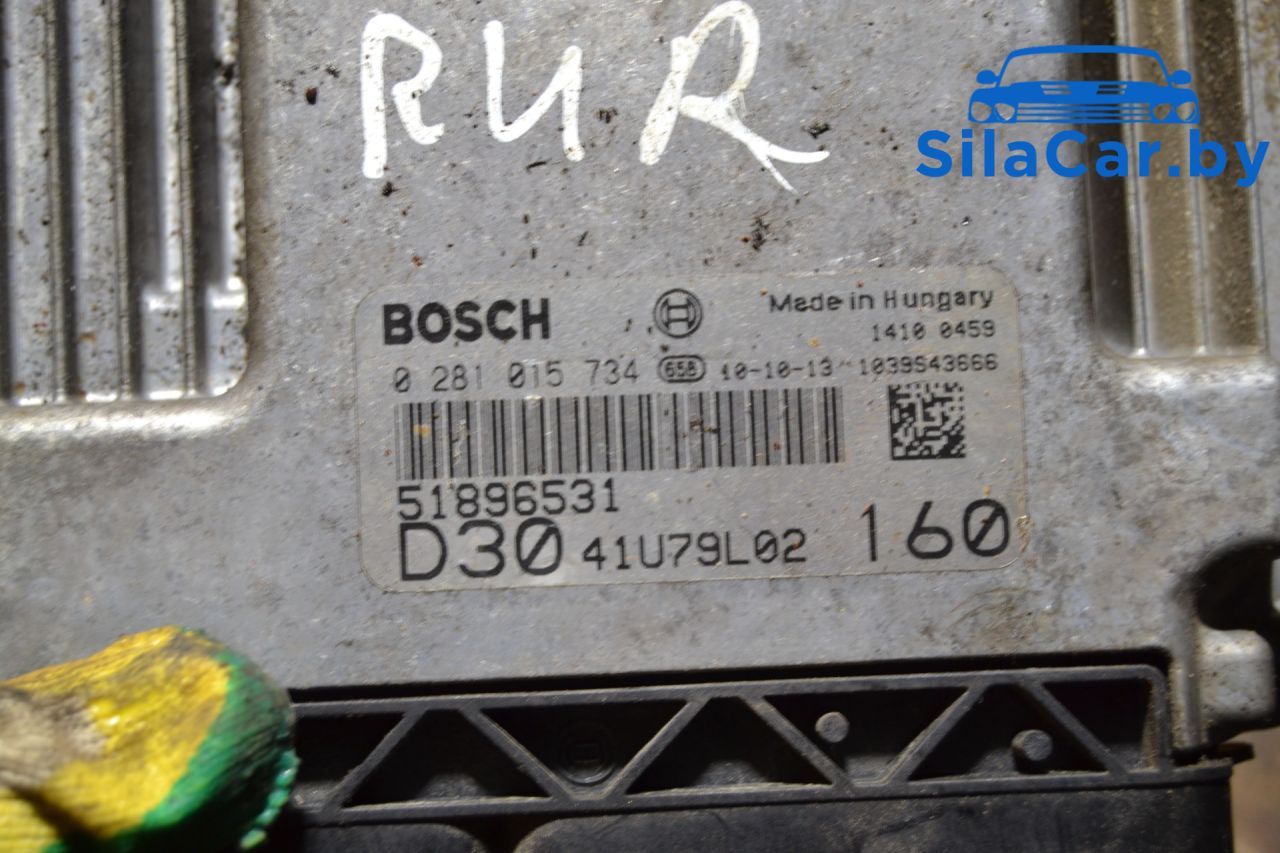 RUR
SilaCar.by
BOSCH
Made in Hungary
1410 0459
0 281 015 734 658 10-10-13 1039S43666
51896531
D30 41U79L02 160